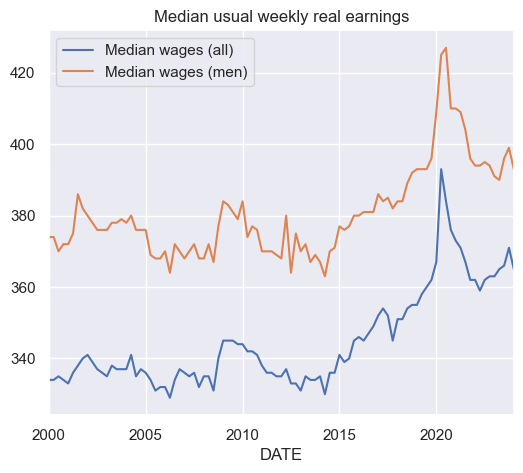 Median usual weekly real earnings
Median wages (all)
Median wages (men)
420
400
380
360
340
2000 2005 2010 2015 2020
DATE